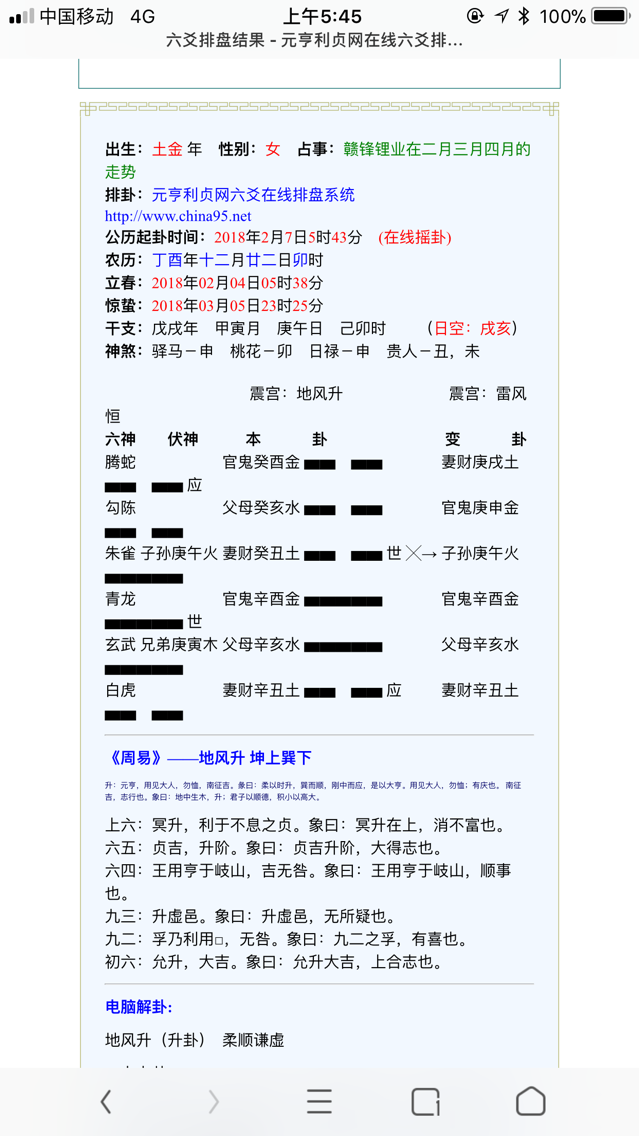 中国移动 4G 上午5:45 100%
六爻排盘结果 - 元亨利贞网在线六爻排...
出生：土金 年 性别：女 占事：赣锋锂业在二月三月四月的
走势
排卦：元亨利贞网六爻在线排盘系统
http://www.china95.net
公历起卦时间：2018年2月7日5时43分 (在线摇卦)
农历：丁酉年十二月廿二日卯时
立春：2018年02月04日05时38分
惊蛰：2018年03月05日23时25分
干支：戊戌年 甲寅月 庚午日 己卯时 （日空：戌亥）
神煞：驿马－申 桃花－卯 日禄－申 贵人－丑，未
震宫：地风升 震宫：雷风
恒
六神 伏神 本 卦 变 卦
腾蛇 官鬼癸酉金 妻财庚戌土
应
勾陈 父母癸亥水 官鬼庚申金
朱雀 子孙庚午火 妻财癸丑土 世 ╳→ 子孙庚午火
青龙 官鬼辛酉金 官鬼辛酉金
世
玄武 兄弟庚寅木 父母辛亥水 父母辛亥水
白虎 妻财辛丑土 应 妻财辛丑土
《周易》——地风升 坤上巽下
升：元亨，用见大人，勿恤，南征吉。彖曰：柔以时升，巽而顺，刚中而应，是以大亨。用见大人，勿恤；有庆也。 南征
吉，志行也。象曰：地中生木，升；君子以顺德，积小以高大。
上六：冥升，利于不息之贞。象曰：冥升在上，消不富也。
六五：贞吉，升阶。象曰：贞吉升阶，大得志也。
六四：王用亨于岐山，吉无咎。象曰：王用亨于岐山，顺事
也。
九三：升虚邑。象曰：升虚邑，无所疑也。
九二：孚乃利用□，无咎。象曰：九二之孚，有喜也。
初六：允升，大吉。象曰：允升大吉，上合志也。
电脑解卦:
地风升（升卦） 柔顺谦虚